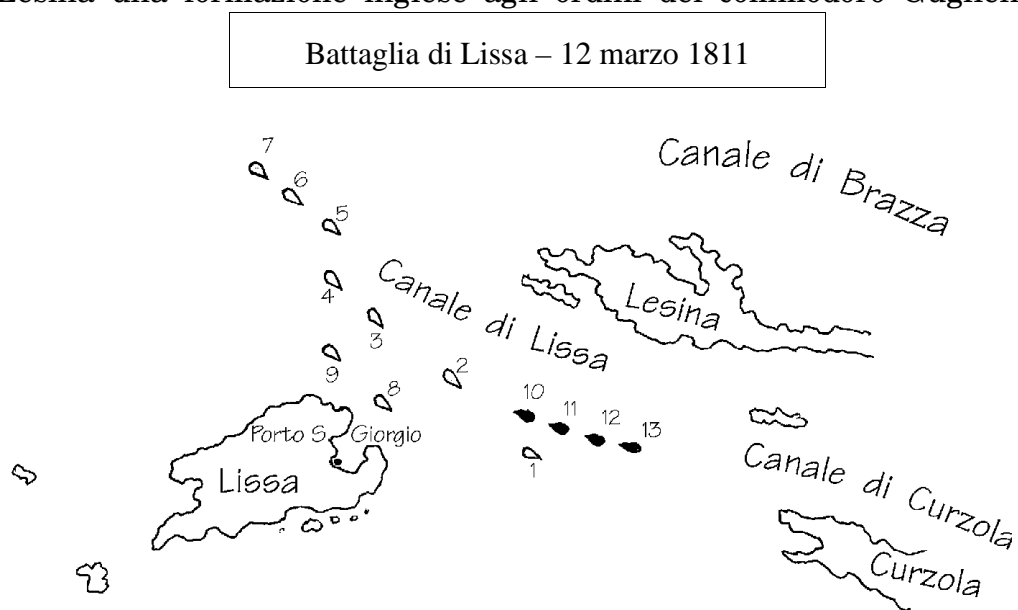 Lesina una formazione inglese agli ordini del commodoro
Battaglia di Lissa – 12 marzo 1811
7
6
5
4
Canale di Brazza
Canale di Lissa
Lesina
3
9
2
8
10
11
12
13
1
Porto S. Giorgio
Lissa
Canale di Curzola
Curzola